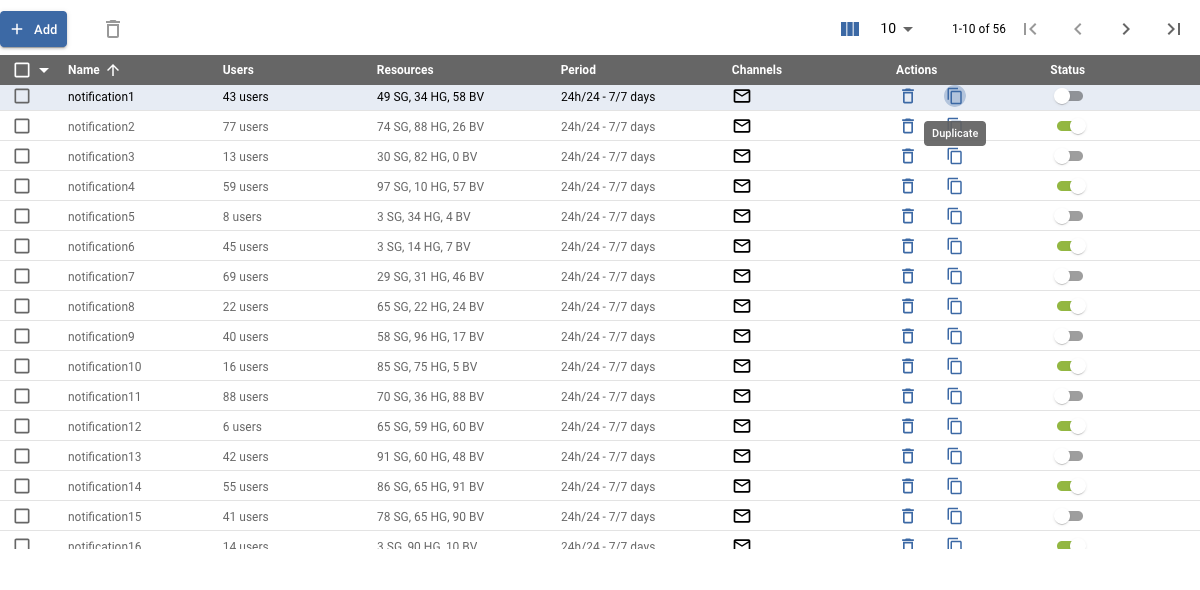 Add 10 1-10 of 56
Name Users Resources Period Channels Actions Status
notification1 43 users 49 SG, 34 HG, 58 BV 24h/24 - 7/7 days
notification2 77 users 74 SG, 88 HG, 26 BV 24h/24 - 7/7 days
Duplicate
notification3 13 users 30 SG, 82 HG, 0 BV 24h/24 - 7/7 days
notification4 59 users 97 SG, 10 HG, 57 BV 24h/24 - 7/7 days
notification5 8 users 3 SG, 34 HG, 4 BV 24h/24 - 7/7 days
notification6 45 users 3 SG, 14 HG, 7 BV 24h/24 - 7/7 days
notification7 69 users 29 SG, 31 HG, 46 BV 24h/24 - 7/7 days
notification8 22 users 65 SG, 22 HG, 24 BV 24h/24 - 7/7 days
notification9 40 users 58 SG, 96 HG, 17 BV 24h/24 - 7/7 days
notification10 16 users 85 SG, 75 HG, 5 BV 24h/24 - 7/7 days
notification11 88 users 70 SG, 36 HG, 88 BV 24h/24 - 7/7 days
notification12 6 users 65 SG, 59 HG, 60 BV 24h/24 - 7/7 days
notification13 42 users 91 SG, 60 HG, 48 BV 24h/24 - 7/7 days
notification14 55 users 86 SG, 65 HG, 91 BV 24h/24 - 7/7 days
notification15 41 users 78 SG, 65 HG, 90 BV 24h/24 - 7/7 days
notification16 14 users 3 SG, 90 HG, 10 BV 24h/24 - 7/7 days